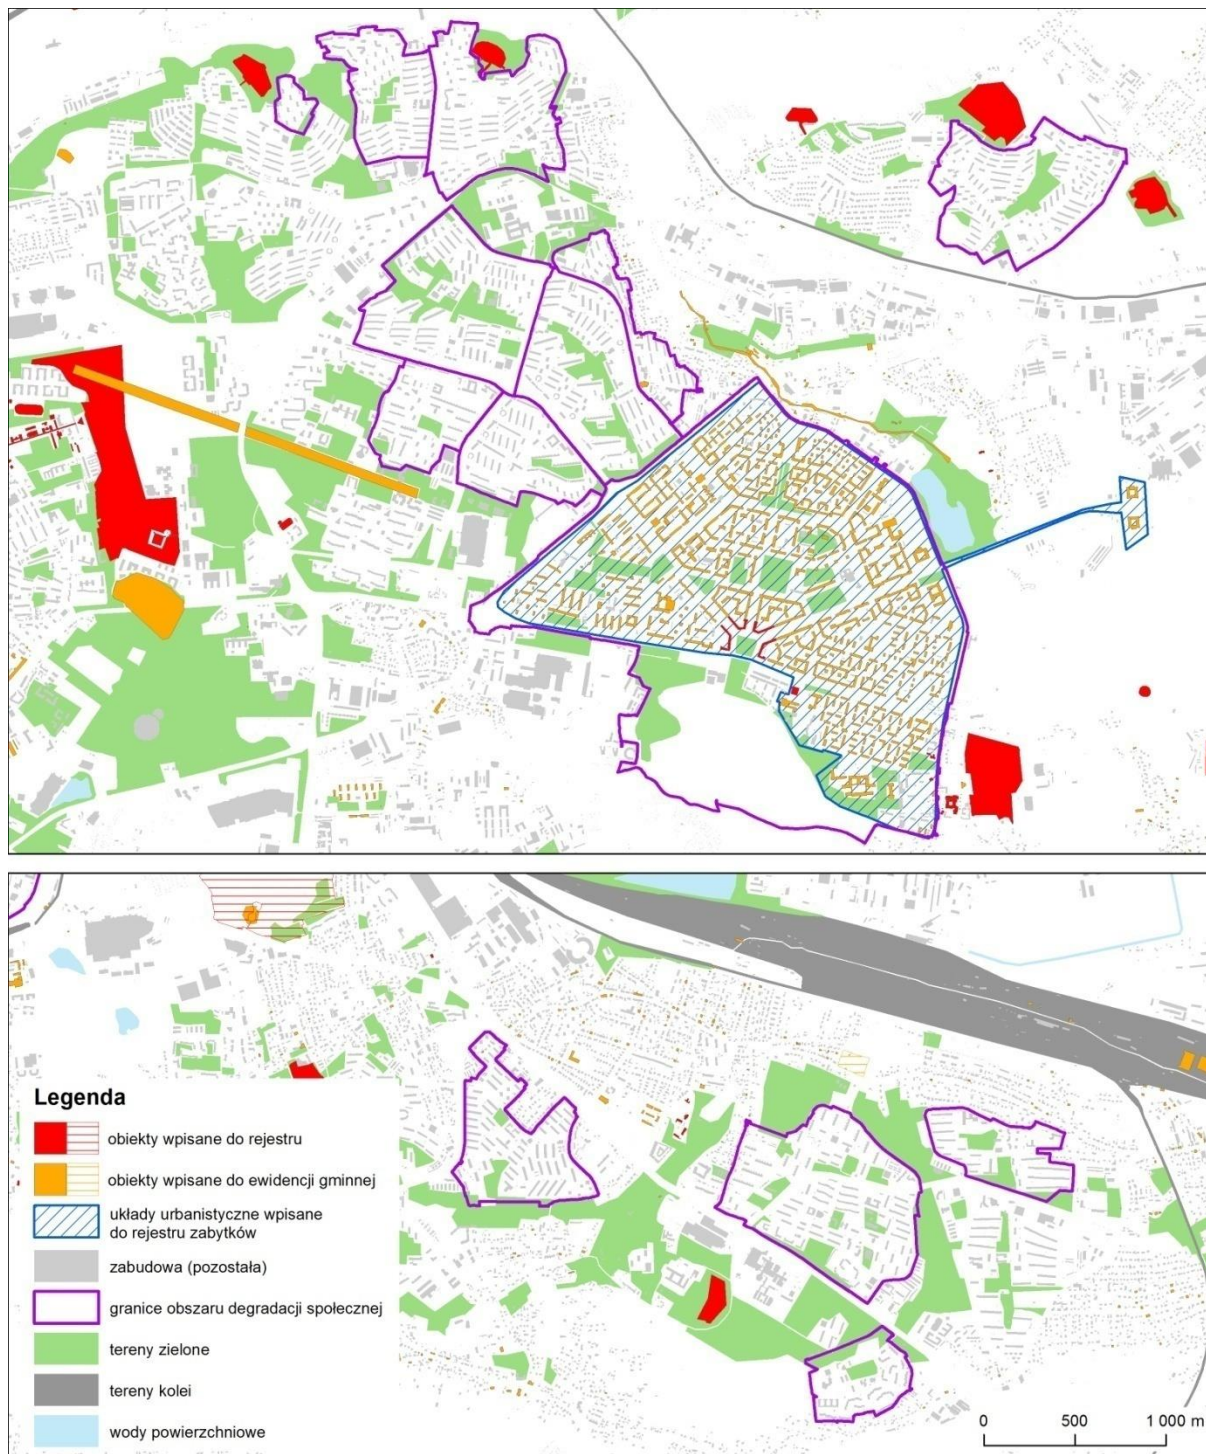 Legenda
obiekty wpisane do rejestru
obiekty wpisane do ewidencji gminnej
układy urbanistyczne wpisane
do rejestru zabytków
zabudowa (pozostała)
granice obszaru degradacji społecznej
tereny zielone
tereny kolei
wody powierzchniowe
0 500 1 000 m